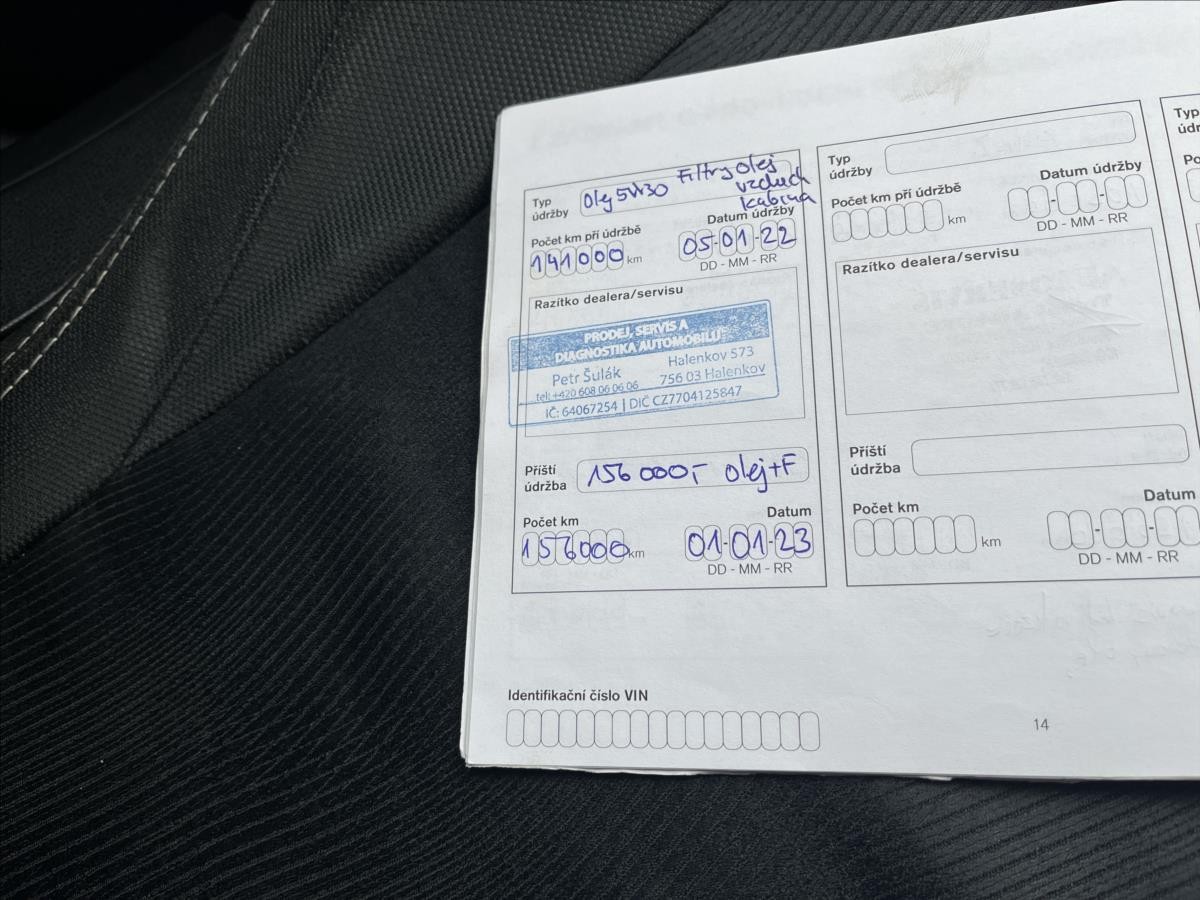 Typ údržby Olej 5W30 Filtry olej
vzduch
kabina
Počet km při údržbě
Datum údržby
141000 km
05-01-22
DD - MM - RR
Razítko dealera/servisu
PRODEJ, SERVIS A
DIAGNOSTIKA AUTOMOBILŮ
Petr Šulák
Halenkov 573
tel: +420 608 06 06 06
756 03 Halenkov
IČ: 64067254 | DIČ CZ7704125847
Příští údržba 156 000,- olej+F
Počet km
Datum
156000 km
01-01-23
DD - MM - RR
Identifikační číslo VIN
Typ údržby
Počet km při údržbě
Datum údržby
km
DD - MM - RR
Razítko dealera/servisu
Příští údržba
Počet km
Datum
km
DD - MM - RR
14
Typ
údr